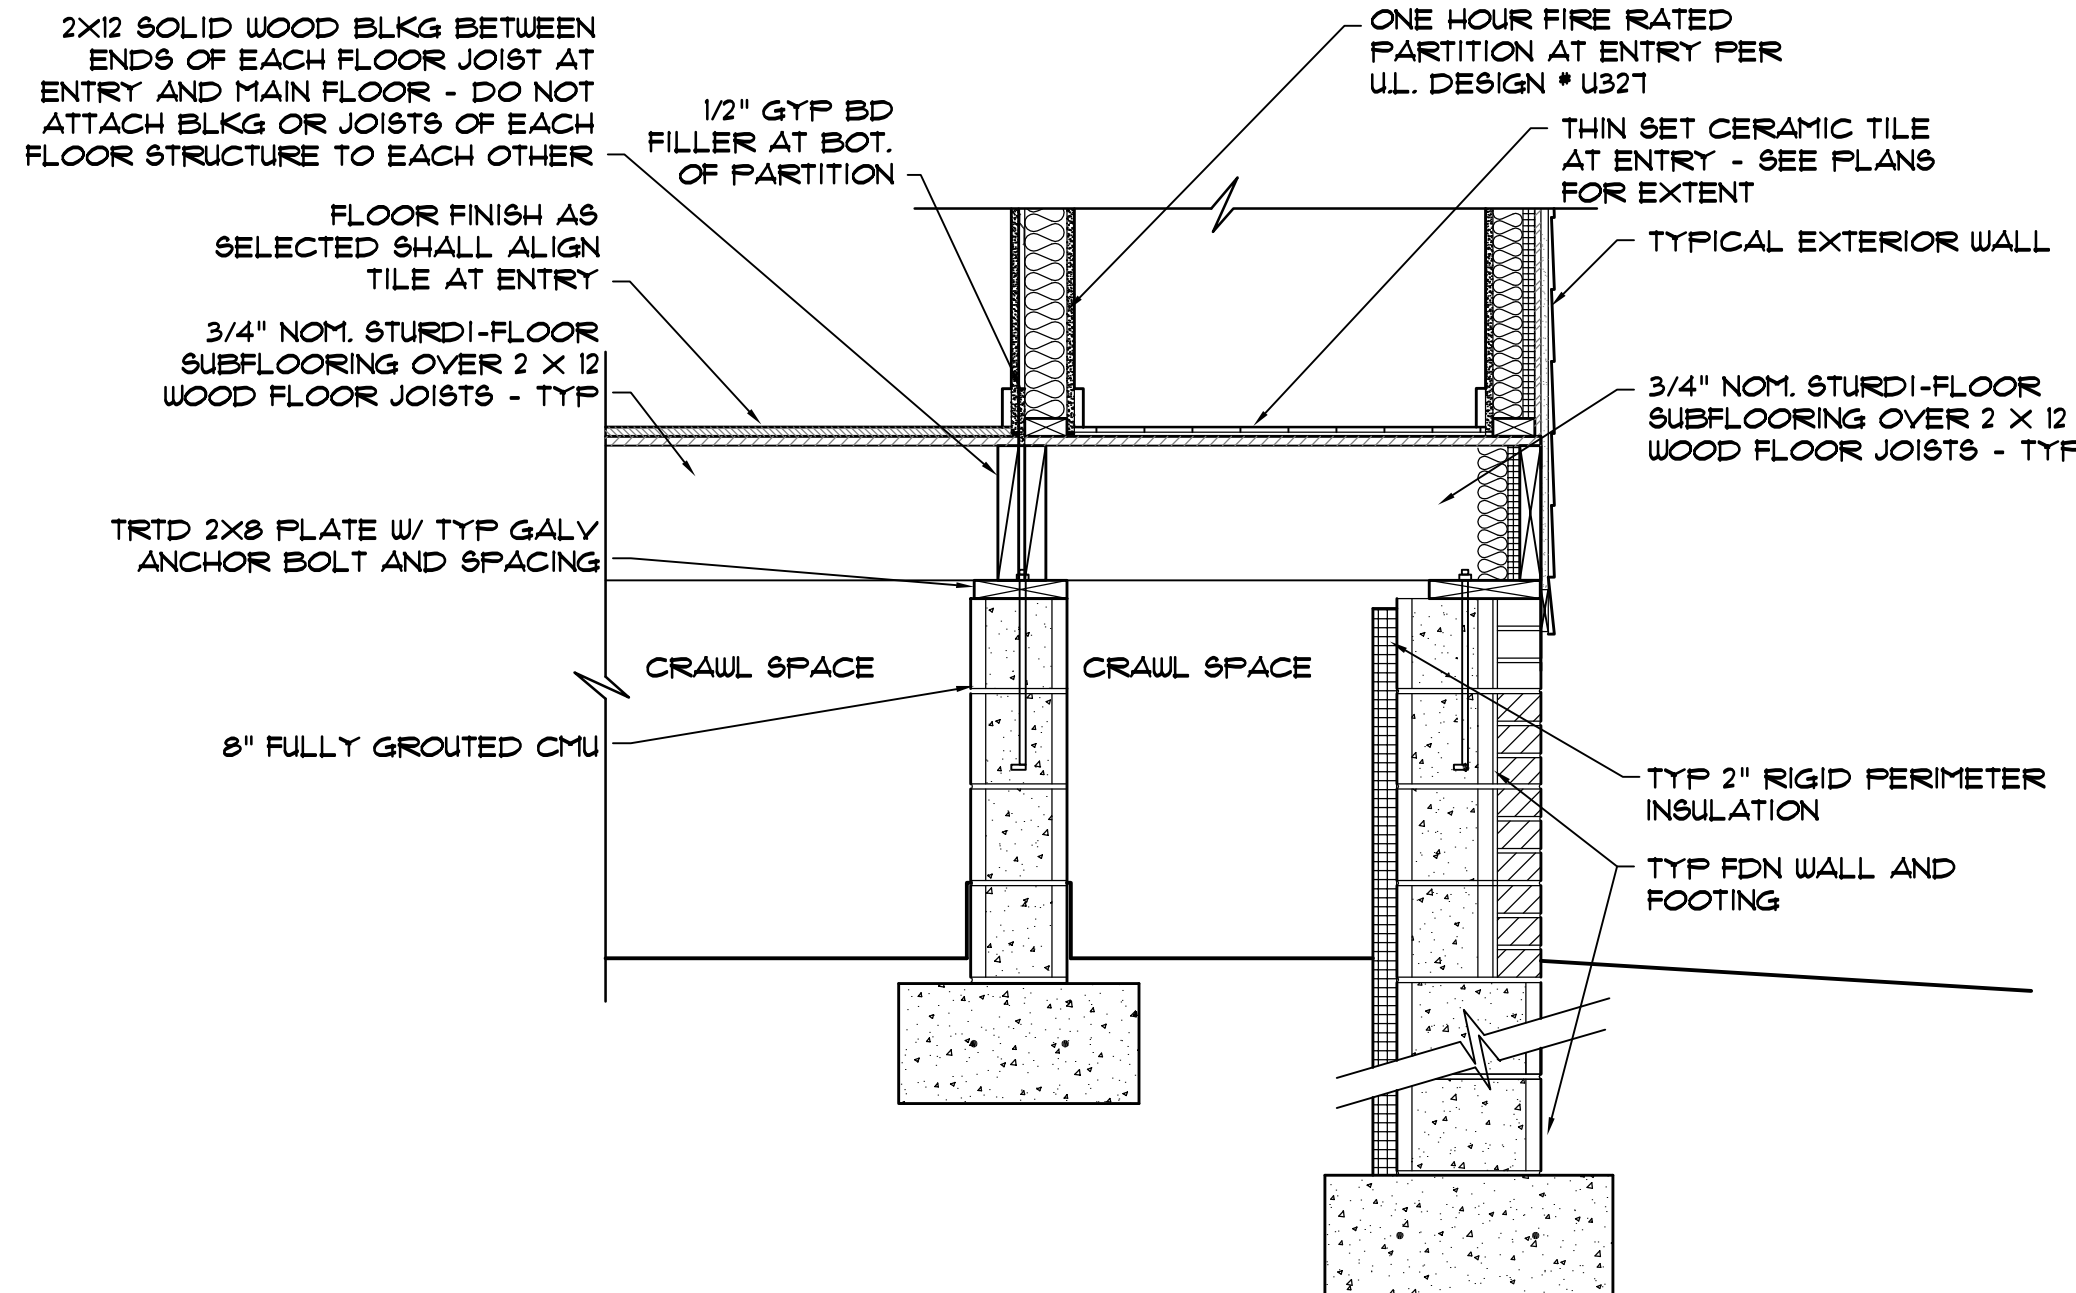 2X12 SOLID WOOD BLKG BETWEEN
ENDS OF EACH FLOOR JOIST AT
ENTRY AND MAIN FLOOR - DO NOT
ATTACH BLKG OR JOISTS OF EACH
FLOOR STRUCTURE TO EACH OTHER
1/2" GYP BD
FILLER AT BOT.
OF PARTITION
ONE HOUR FIRE RATED
PARTITION AT ENTRY PER
U.L. DESIGN # U327
THIN SET CERAMIC TILE
AT ENTRY - SEE PLANS
FOR EXTENT
TYPICAL EXTERIOR WALL
FLOOR FINISH AS
SELECTED SHALL ALIGN
TILE AT ENTRY
3/4" NOM. STURDI-FLOOR
SUBFLOORING OVER 2 X 12
WOOD FLOOR JOISTS - TYP
3/4" NOM. STURDI-FLOOR
SUBFLOORING OVER 2 X 12
WOOD FLOOR JOISTS - TYP
TRTD 2X8 PLATE W/ TYP GALV
ANCHOR BOLT AND SPACING
CRAWL SPACE
CRAWL SPACE
8" FULLY GROUTED CMU
TYP 2" RIGID PERIMETER
INSULATION
TYP FDN WALL AND
FOOTING